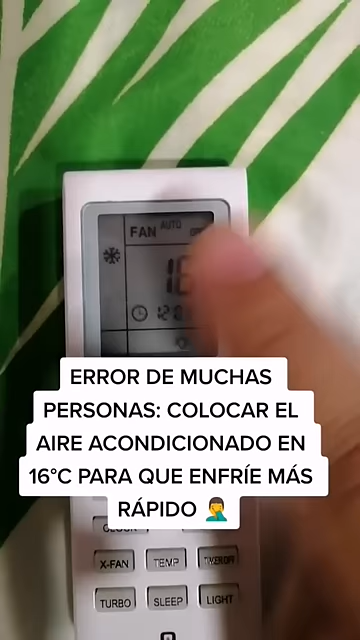 FAN AUTO
ERROR DE MUCHAS
PERSONAS: COLOCAR EL
AIRE ACONDICIONADO EN
16°C PARA QUE ENFRÍE MÁS
RÁPIDO 🤦‍♂️
X-FAN TEMP
TURBO SLEEP LIGHT